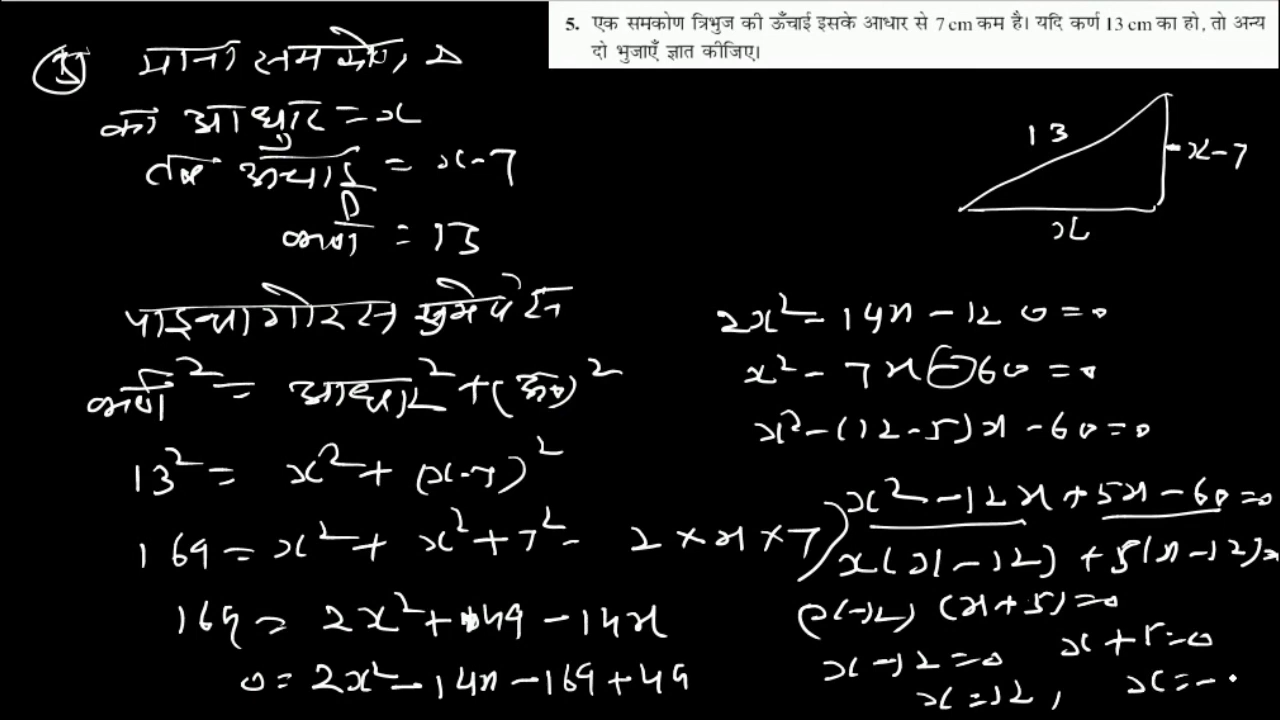 5. एक समकोण त्रिभुज की ऊँचाई इसके आधार से 7 cm कम है। यदि कर्ण 13 cm का हो, तो अन्य
दो भुजाएँ ज्ञात कीजिए।
माना समकोण Δ
का आधार = x
तब ऊंचाई = x-7
कर्ण = 13
13
x-7
x
पाइथागोरस प्रमेय से
कर्ण² = आधार² + (ऊं०)²
13² = x² + (x-7)²
169 = x² + x² + 7² - 2 × x × 7
169 = 2x² + 49 - 14x
0 = 2x² - 14x - 169 + 49
2x² - 14x - 120 = 0
x² - 7x - 60 = 0
x² - (12-5)x - 60 = 0
x² - 12x + 5x - 60 = 0
x(x-12) + 5(x-12)=
(x-12) (x+5)=0
x-12=0 x+5=0
x=12, x=-